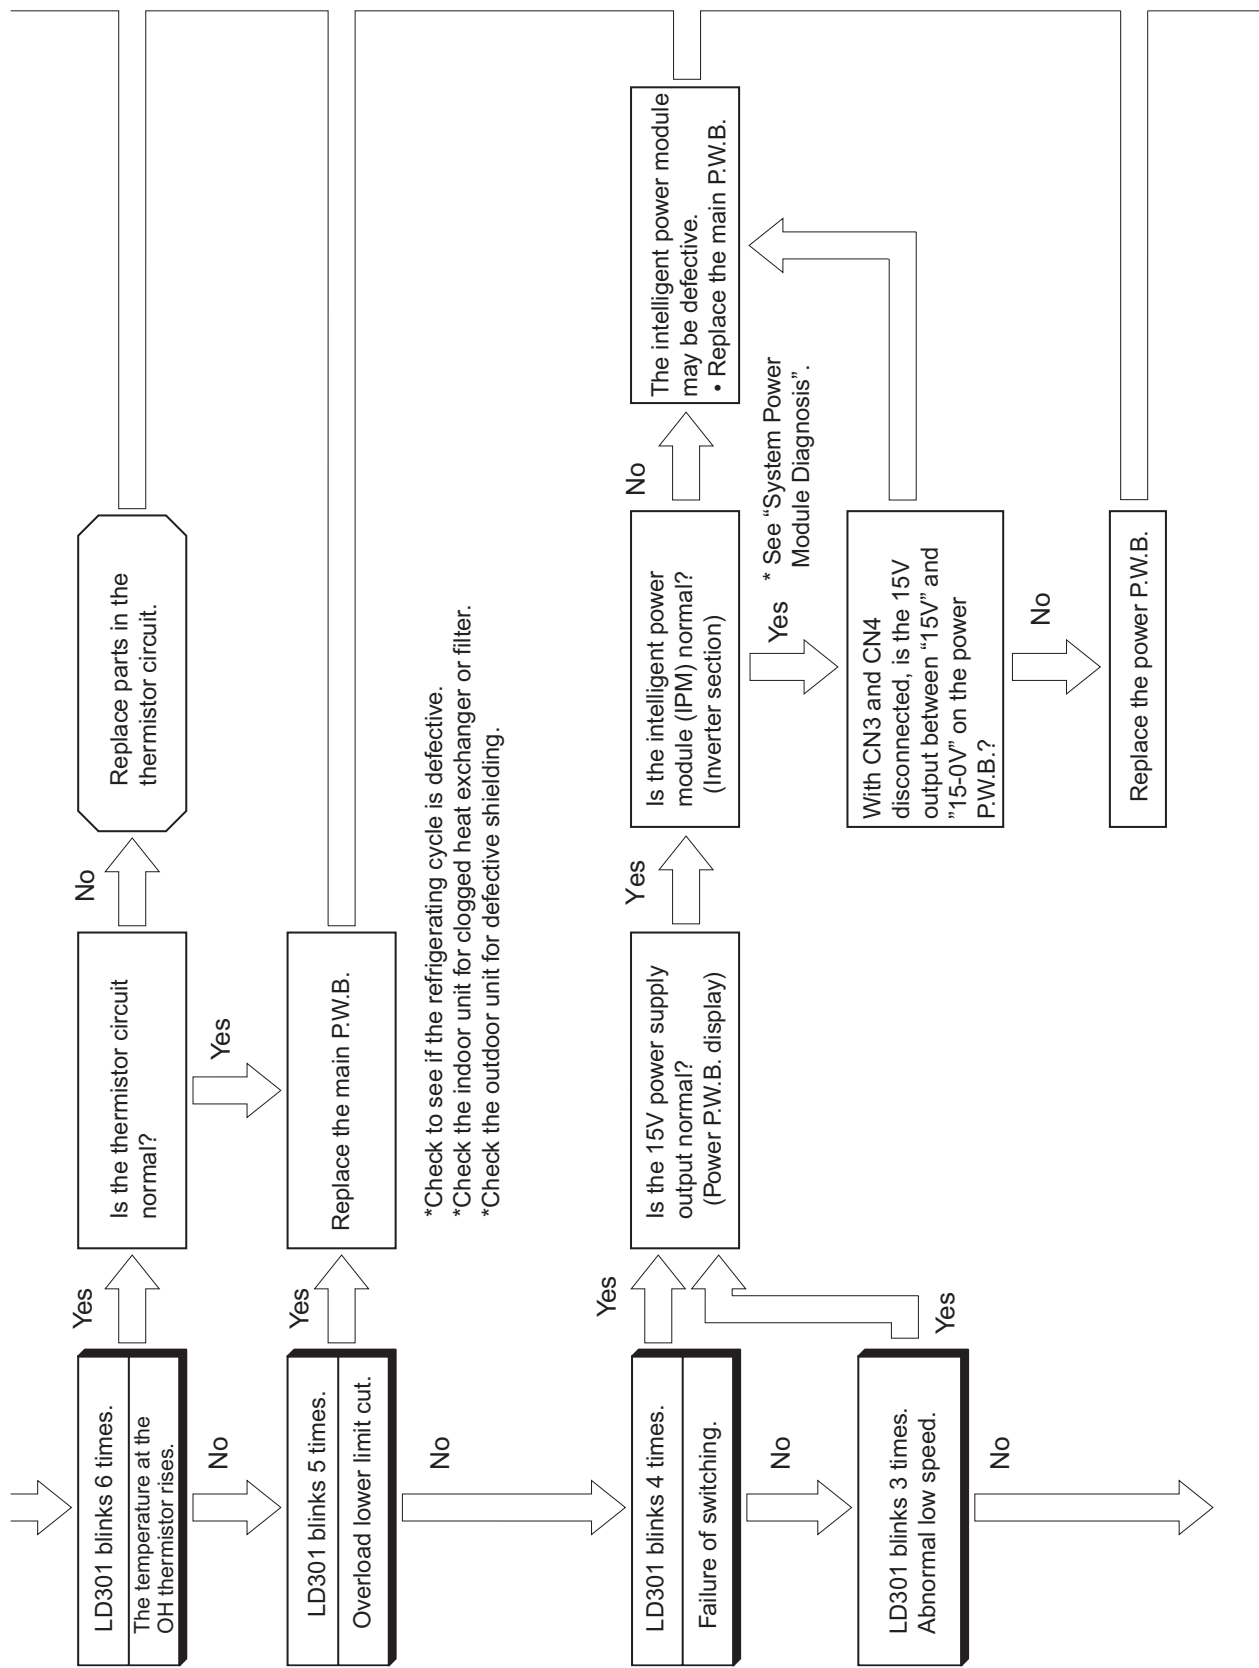 LD301 blinks 6 times.
The temperature at the
OH thermistor rises.
Yes
Is the thermistor circuit
normal?
No
Replace parts in the
thermistor circuit.
No
Yes
LD301 blinks 5 times.
Overload lower limit cut.
Yes
Replace the main P.W.B.
*Check to see if the refrigerating cycle is defective.
*Check the indoor unit for clogged heat exchanger or filter.
*Check the outdoor unit for defective shielding.
No
LD301 blinks 4 times.
Failure of switching.
Yes
Is the 15V power supply
output normal?
(Power P.W.B. display)
Yes
Is the intelligent power
module (IPM) normal?
(Inverter section)
No
The intelligent power module
may be defective.
• Replace the main P.W.B.
No
Yes
* See “System Power
Module Diagnosis”.
LD301 blinks 3 times.
Abnormal low speed.
Yes
With CN3 and CN4
disconnected, is the 15V
output between “15V” and
”15-0V” on the power
P.W.B.?
No
No
Replace the power P.W.B.